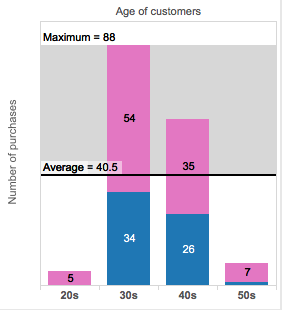 Age of customers
Maximum = 88
54
Number of purchases
35
Average = 40.5
34
26
5
7
20s
30s
40s
50s